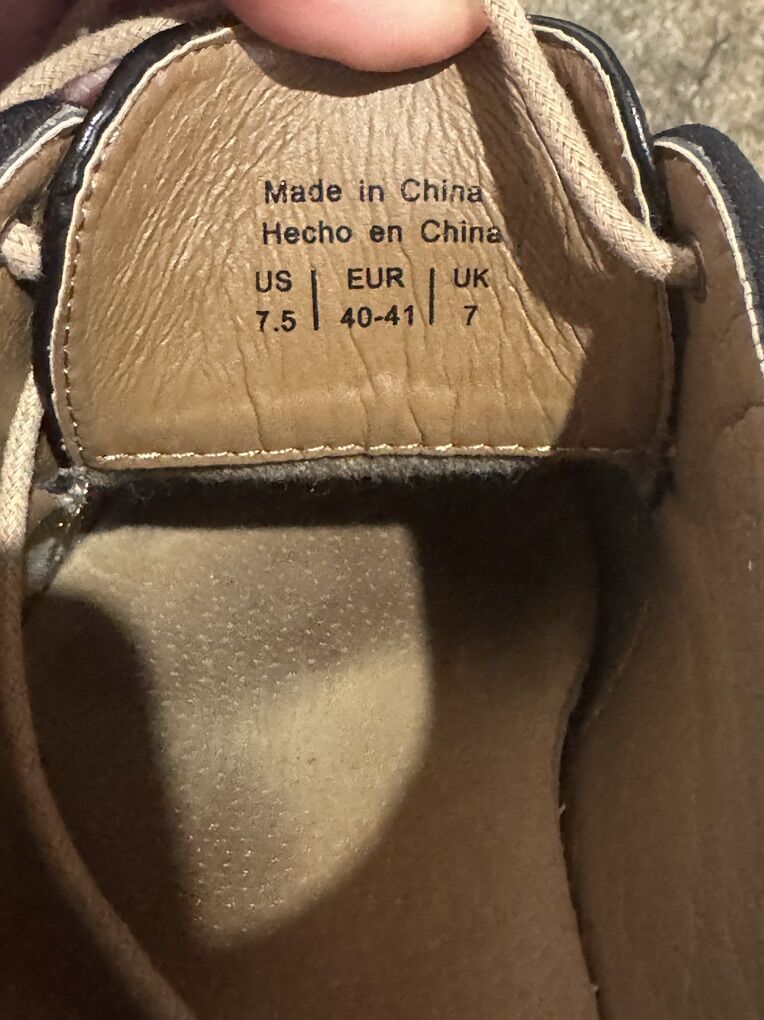 Made in China
Hecho en China
US | EUR | UK
7.5 | 40-41 | 7